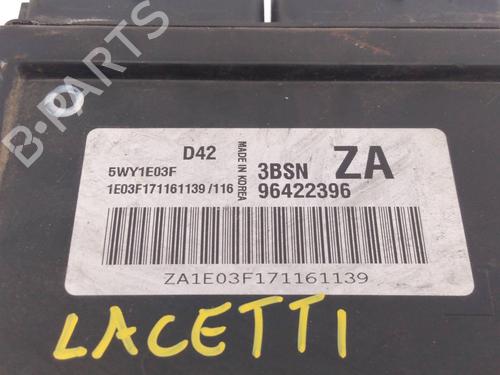 B-PARTS
D42
5WY1E03F
1E03F171161139 /116
MADE IN KOREA
3BSN ZA
96422396
ZA1E03F171161139
LACETTI